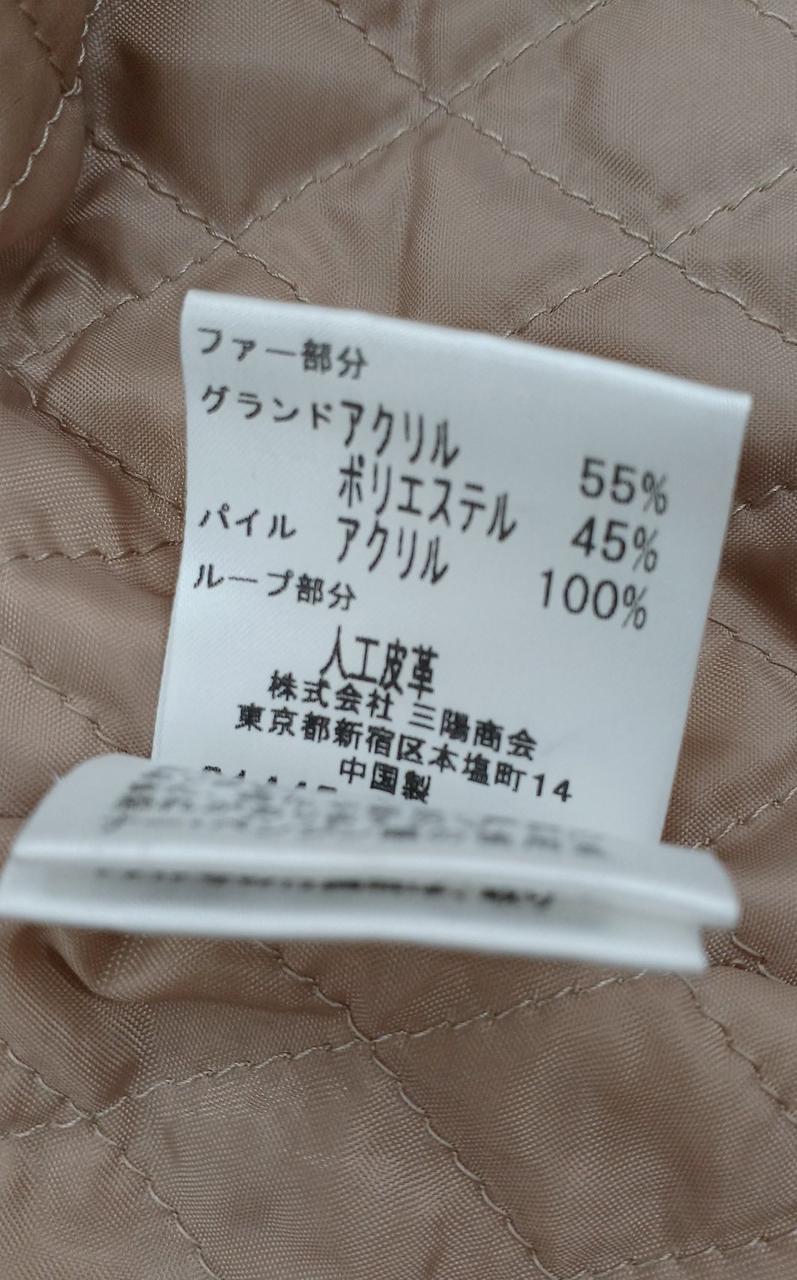 ファー部分
グランド アクリル 55%
ポリエステル 45%
パイル アクリル 100%
ループ部分
人工皮革
株式会社 三陽商会
東京都新宿区本塩町14
中国製